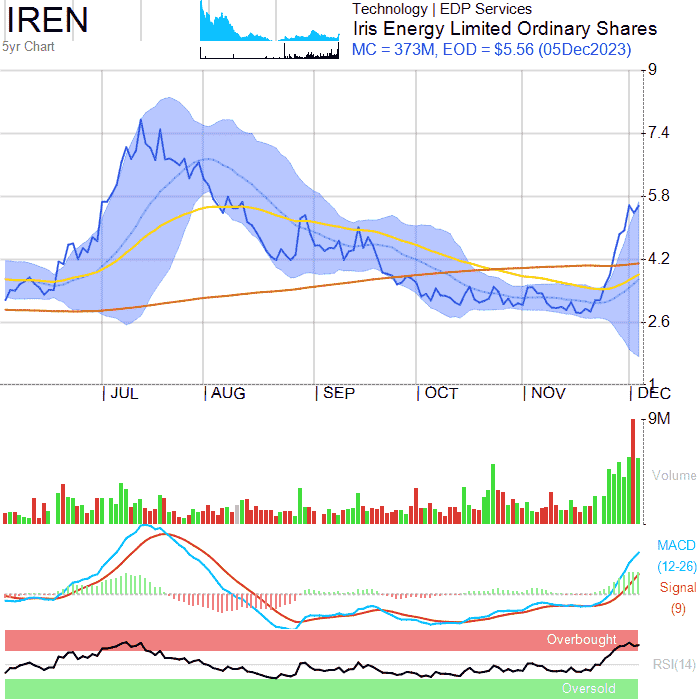 IREN
5yr Chart
Technology | EDP Services
Iris Energy Limited Ordinary Shares
MC = 373M, EOD = $5.56 (05Dec2023)
9
7.4
5.8
4.2
2.6
1
JUL AUG SEP OCT NOV DEC
9M
Volume
MACD
(12-26)
Signal
(9)
Overbought
RSI(14)
Oversold